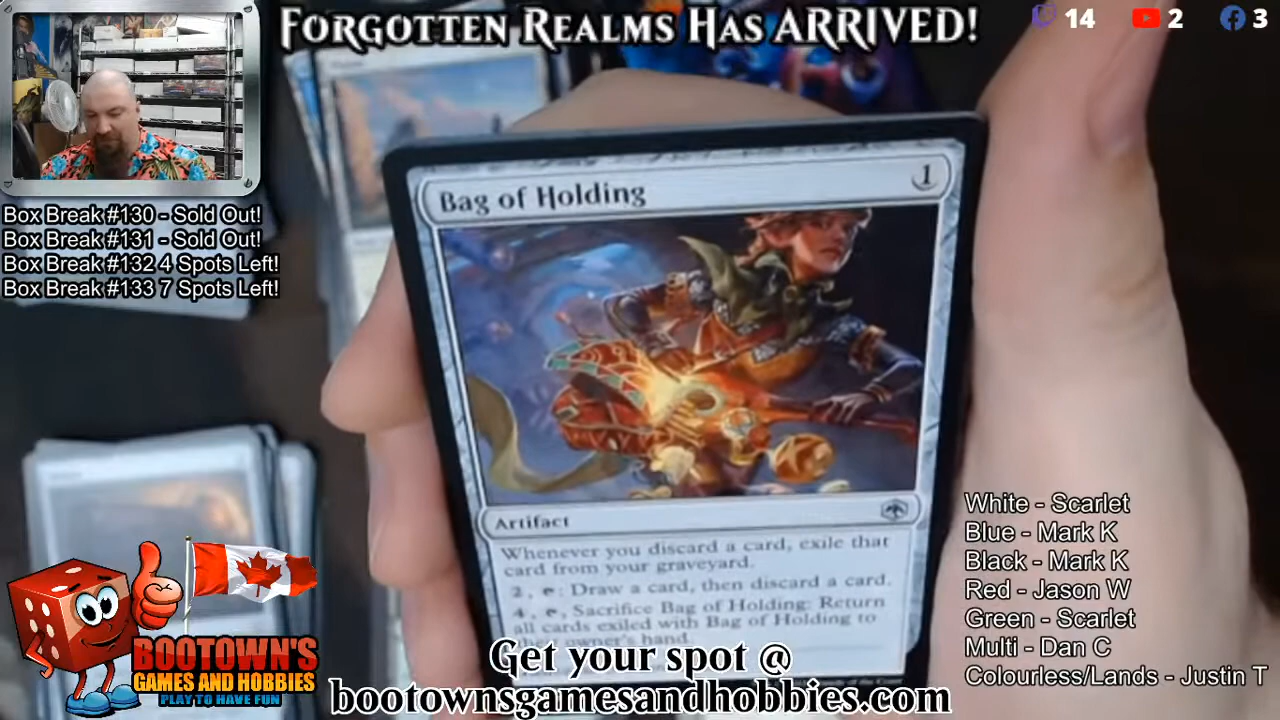 FORGOTTEN REALMS HAS ARRIVED!
14
2
3
Box Break #130 - Sold Out!
Box Break #131 - Sold Out!
Box Break #132 4 Spots Left!
Box Break #133 7 Spots Left!
Bag of Holding
1
Artifact
Whenever you discard a card, exile that
card from your graveyard.
2, T: Draw a card, then discard a card.
4, T, Sacrifice Bag of Holding: Return
all cards exiled with Bag of Holding to
their owner's hand.
White - Scarlet
Blue - Mark K
Black - Mark K
Red - Jason W
Green - Scarlet
Multi - Dan C
Colourless/Lands - Justin T
BOOTOWN'S
GAMES AND HOBBIES
PLAY TO HAVE FUN
Get your spot @
bootownsgamesandhobbies.com